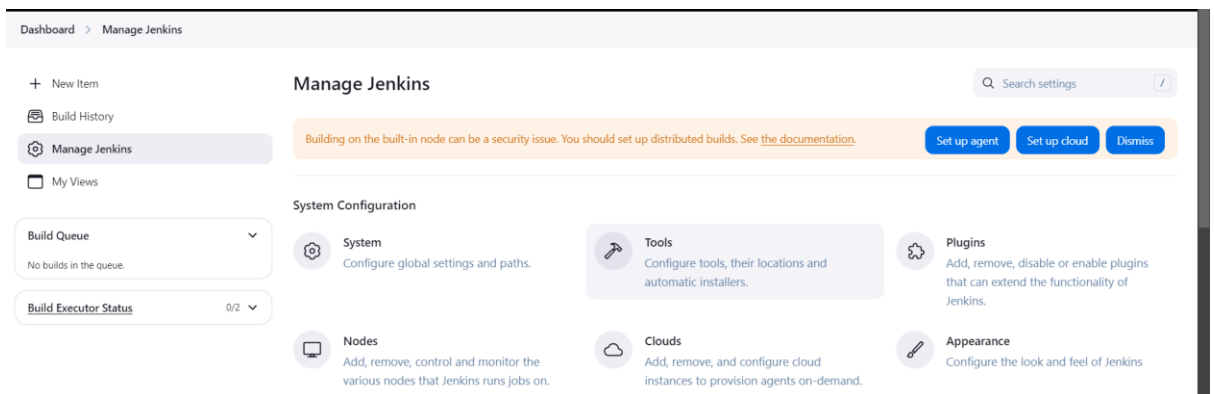 Dashboard > Manage Jenkins
+ New Item
Build History
Manage Jenkins
My Views
Build Queue
No builds in the queue.
Build Executor Status 0/2
Manage Jenkins
Search settings /
Building on the built-in node can be a security issue. You should set up distributed builds. See the documentation.
Set up agent
Set up cloud
Dismiss
System Configuration
System
Configure global settings and paths.
Tools
Configure tools, their locations and
automatic installers.
Plugins
Add, remove, disable or enable plugins
that can extend the functionality of
Jenkins.
Nodes
Add, remove, control and monitor the
various nodes that Jenkins runs jobs on.
Clouds
Add, remove, and configure cloud
instances to provision agents on-demand.
Appearance
Configure the look and feel of Jenkins